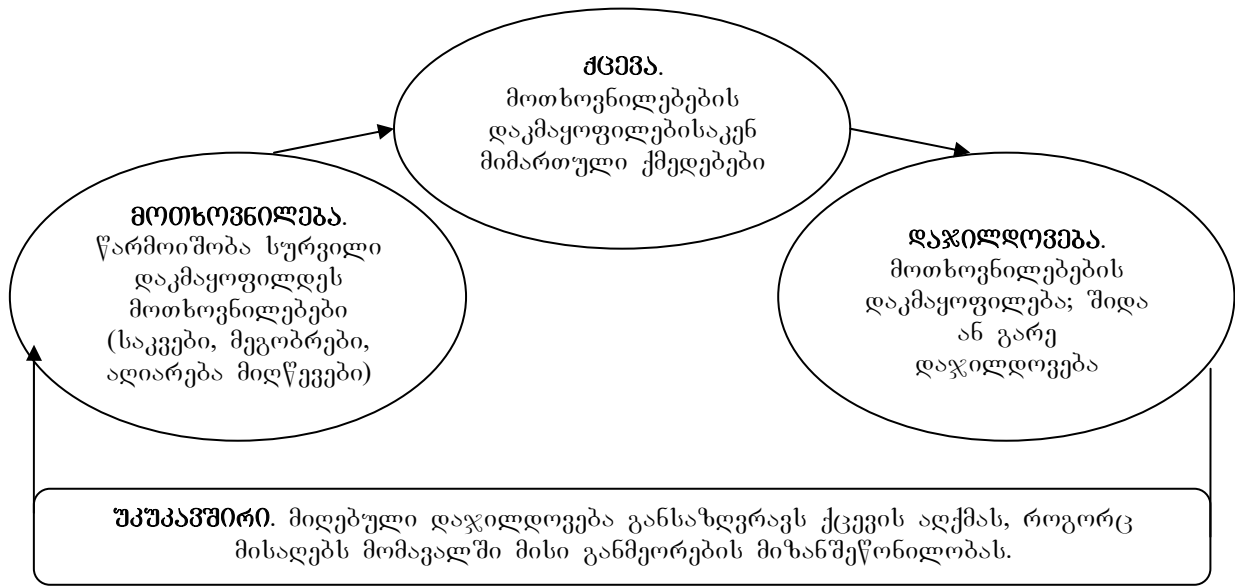 ქცევა.
მოთხოვნილებების
დაკმაყოფილებისაკენ
მიმართული ქმედებები
მოთხოვნილება.
წარმოიშობა სურვილი
დაკმაყოფილდეს
მოთხოვნილებები
(საკვები, მეგობრები,
აღიარება მიღწევები)
დაჯილდოვება.
მოთხოვნილებების
დაკმაყოფილება; შიდა
ან გარე
დაჯილდოვება
უკუკავშირი. მიღებული დაჯილდოვება განსაზღვრავს ქცევის აღქმას, როგორც
მისაღებს მომავალში მისი განმეორების მიზანშეწონილობას.